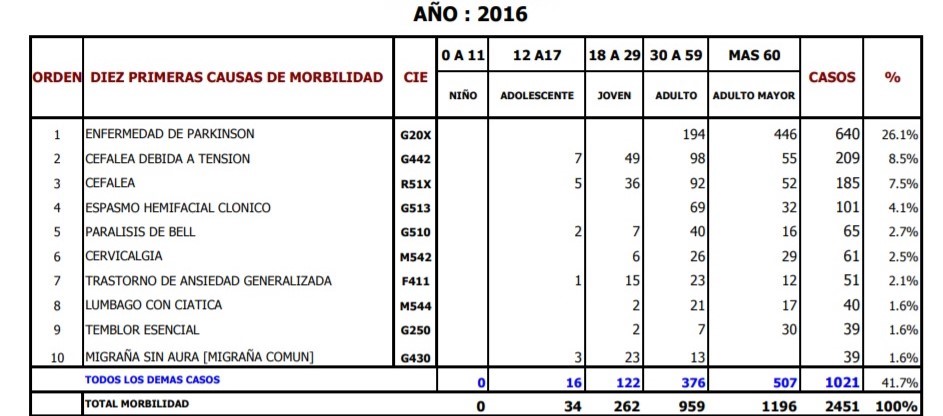 AÑO : 2016
ORDEN DIEZ PRIMERAS CAUSAS DE MORBILIDAD CIE 0 A 11 12 A17 18 A 29 30 A 59 MAS 60 CASOS %
NIÑO ADOLESCENTE JOVEN ADULTO ADULTO MAYOR
1 ENFERMEDAD DE PARKINSON G20X 194 446 640 26.1%
2 CEFALEA DEBIDA A TENSION G442 7 49 98 55 209 8.5%
3 CEFALEA R51X 5 36 92 52 185 7.5%
4 ESPASMO HEMIFACIAL CLONICO G513 69 32 101 4.1%
5 PARALISIS DE BELL G510 2 7 40 16 65 2.7%
6 CERVICALGIA M542 6 26 29 61 2.5%
7 TRASTORNO DE ANSIEDAD GENERALIZADA F411 1 15 23 12 51 2.1%
8 LUMBAGO CON CIATICA M544 2 21 17 40 1.6%
9 TEMBLOR ESENCIAL G250 2 7 30 39 1.6%
10 MIGRAÑA SIN AURA [MIGRAÑA COMUN] G430 3 23 13 39 1.6%
TODOS LOS DEMAS CASOS 0 16 122 376 507 1021 41.7%
TOTAL MORBILIDAD 0 34 262 959 1196 2451 100%